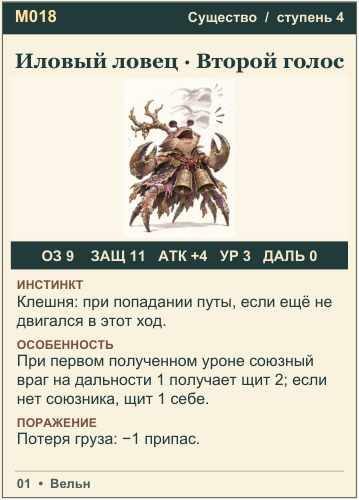 M018
Существо / ступень 4
Иловый ловец · Второй голос
ОЗ 9 ЗАЩ 11 АТК +4 УР 3 ДАЛЬ 0
ИНСТИНКТ
Клешня: при попадании путы, если ещё не
двигался в этот ход.
ОСОБЕННОСТЬ
При первом полученном уроне союзный
враг на дальности 1 получает щит 2; если
нет союзника, щит 1 себе.
ПОРАЖЕНИЕ
Потеря груза: −1 припас.
01 • Вельн